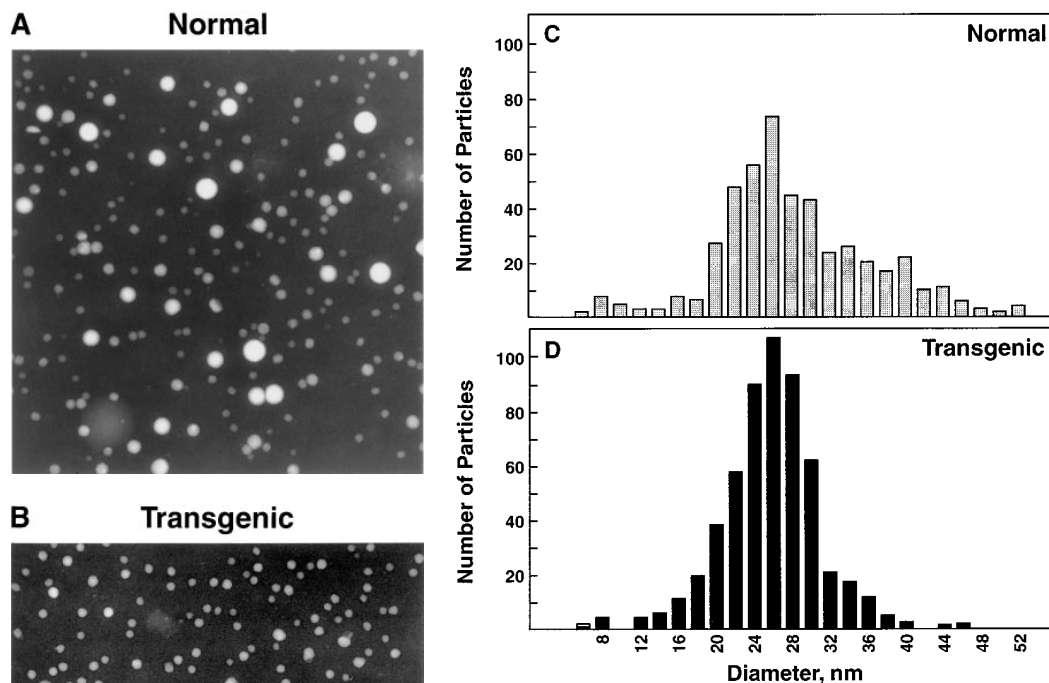 A Normal
B Transgenic
C Normal
Number of Particles
100
80
60
40
20
D Transgenic
Number of Particles
100
80
60
40
20
8 12 16 20 24 28 32 36 40 44 48 52
Diameter, nm